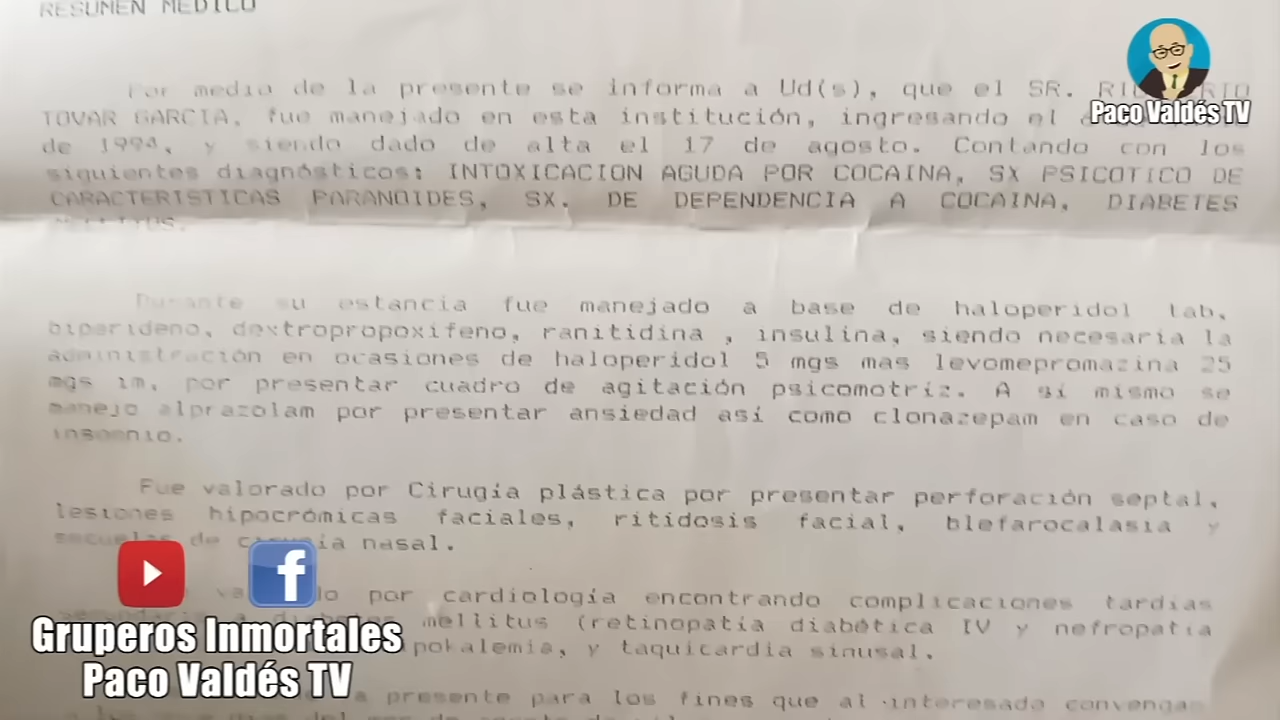 RESUMEN MEDICO
Por medio de la presente se informa a Ud(s), que el SR.
TOVAR GARCIA, fue manejado en esta institución, ingresando el
de 1994, y siendo dado de alta el 17 de agosto. Contando con los
siguientes diagnósticos: INTOXICACION AGUDA POR COCAINA, SX PSICOTICO DE
CARACTERISTICAS PARANOIDES, SX. DE DEPENDENCIA A COCAINA, DIABETES
MELLITUS.
Durante su estancia fue manejado a base de haloperidol tab,
biperideno, dextropropoxifeno, ranitidina , insulina, siendo necesaria la
administración en ocasiones de haloperidol 5 mgs mas levomepromazina 25
mgs im, por presentar cuadro de agitación psicomotriz. A si mismo se
manejo alprazolam por presentar ansiedad así como clonazepam en caso de
insomnio.
Fue valorado por Cirugía plástica por presentar perforación septal,
lesiones hipocrómicas faciales, ritidosis facial, blefarocalasia y
secuelas de cirugía nasal.
por cardiología encontrando complicaciones tardías
mellitus (retinopatía diabética IV y nefropatía
pokalemia, y taquicardia sinusal.
presente para los fines que al interesado convengan
Paco Valdés TV
f
Gruperos Inmortales
Paco Valdés TV